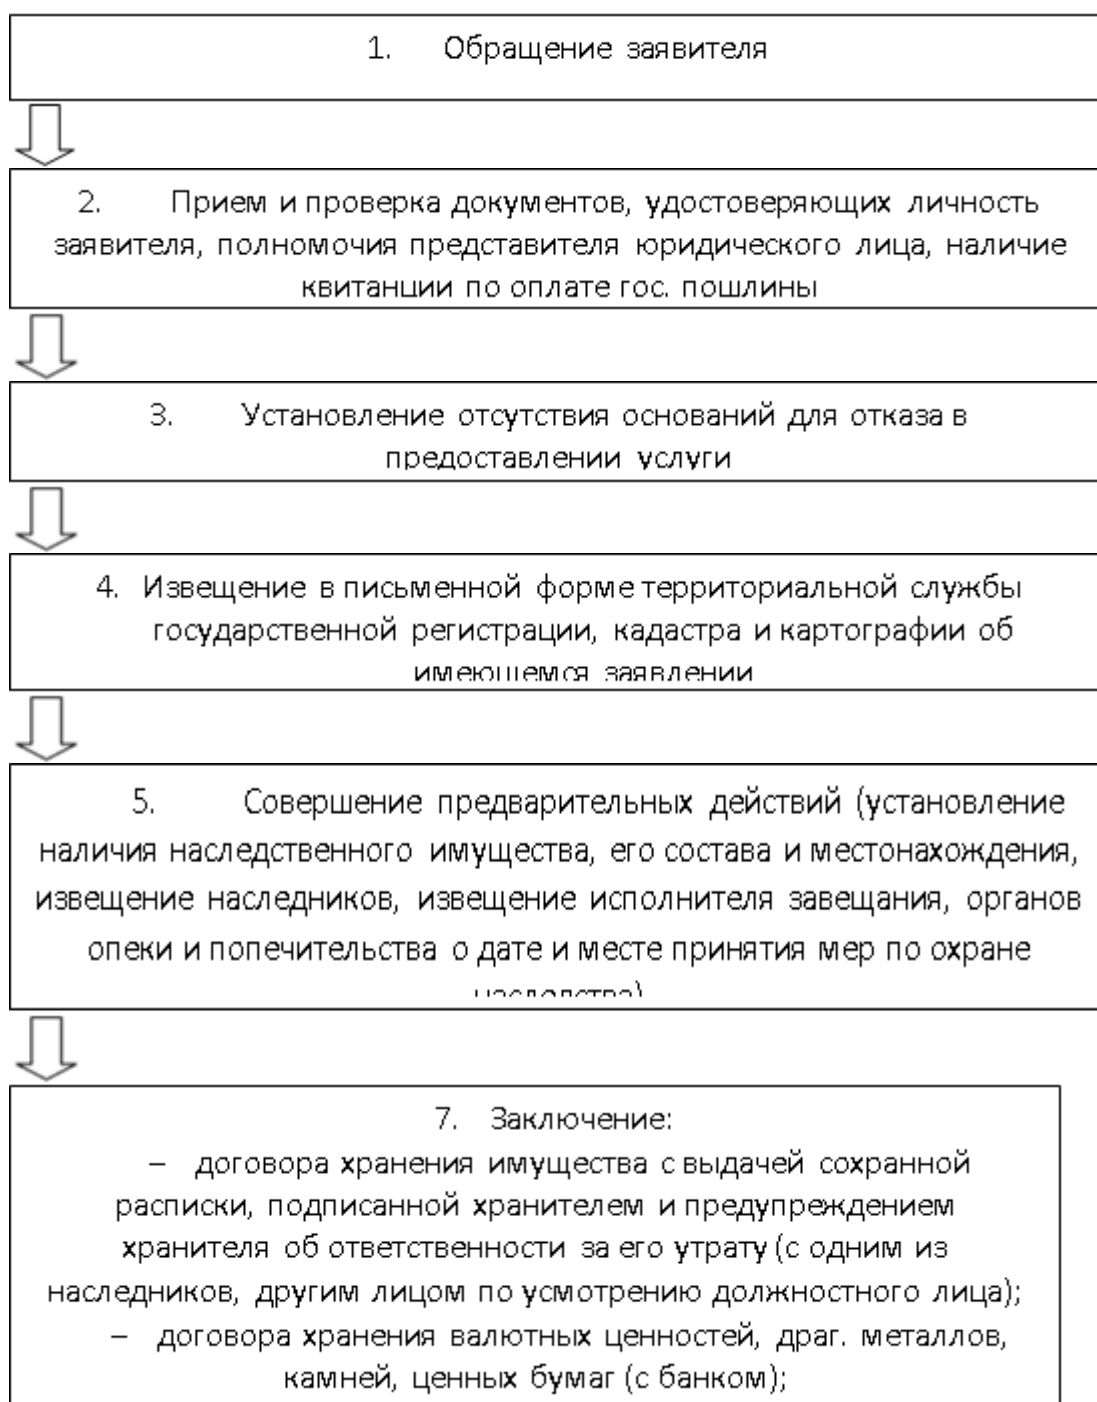 1. Обращение заявителя
2. Прием и проверка документов, удостоверяющих личность
заявителя, полномочия представителя юридического лица, наличие
квитанции по оплате гос. пошлины
3. Установление отсутствия оснований для отказа в
предоставлении услуги
4. Извещение в письменной форме территориальной службы
государственной регистрации, кадастра и картографии об
имеющемся заявлении
5. Совершение предварительных действий (установление
наличия наследственного имущества, его состава и местонахождения,
извещение наследников, извещение исполнителя завещания, органов
опеки и попечительства о дате и месте принятия мер по охране
наследства)
7. Заключение:
– договора хранения имущества с выдачей сохранной
расписки, подписанной хранителем и предупреждением
хранителя об ответственности за его утрату (с одним из
наследников, другим лицом по усмотрению должностного лица);
– договора хранения валютных ценностей, драг. металлов,
камней, ценных бумаг (с банком);